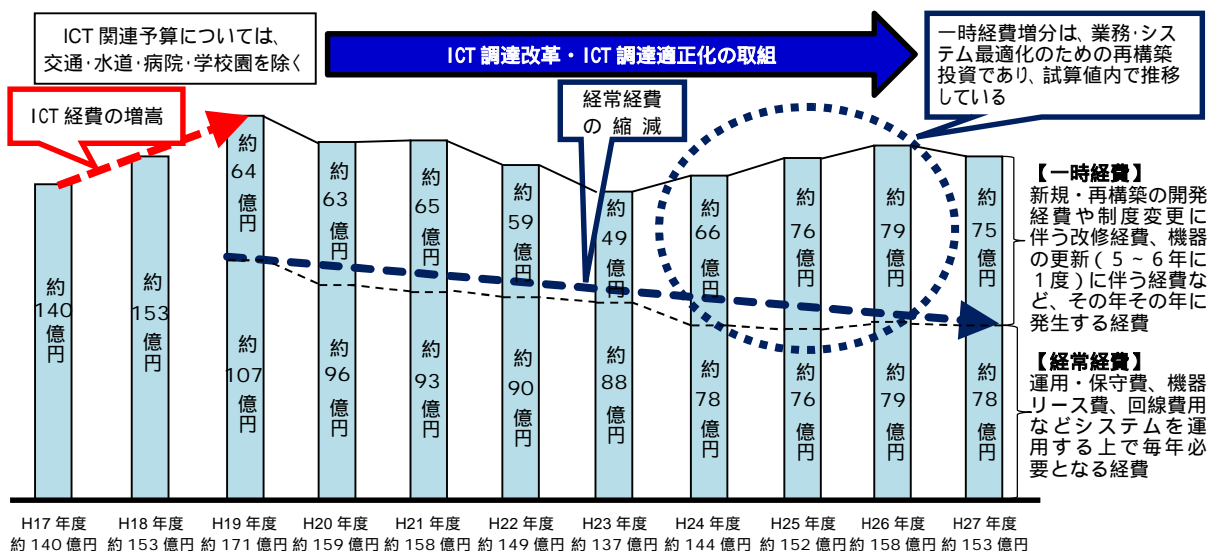 ICT 関連予算については、
交通・水道・病院・学校園を除く
ICT 調達改革・ICT 調達適正化の取組
一時経費増分は、業務・シス
テム最適化のための再構築
投資であり、試算値内で推移
している
ICT 経費の増嵩
経常経費
の 縮 減
約
140
億
円
約
153
億
円
約
64
億
円
約
63
億
円
約
65
億
円
約
59
億
円
約
49
億
円
約
66
億
円
約
76
億
円
約
79
億
円
約
75
億
円
約
107
億
円
約
96
億
円
約
93
億
円
約
90
億
円
約
88
億
円
約
78
億
円
約
76
億
円
約
79
億
円
約
78
億
円
【一時経費】
新規・再構築の開発
経費や制度変更に
伴う改修経費、機器
の更新(5~6年に
1度)に伴う経費な
ど、その年その年に
発生する経費
【経常経費】
運用・保守費、機器
リース費、回線費用
などシステムを運
用する上で毎年必
要となる経費
H17 年度 H18 年度 H19 年度 H20 年度 H21 年度 H22 年度 H23 年度 H24 年度 H25 年度 H26 年度 H27 年度
約 140 億円 約 153 億円 約 171 億円 約 159 億円 約 158 億円 約 149 億円 約 137 億円 約 144 億円 約 152 億円 約 158 億円 約 153 億円